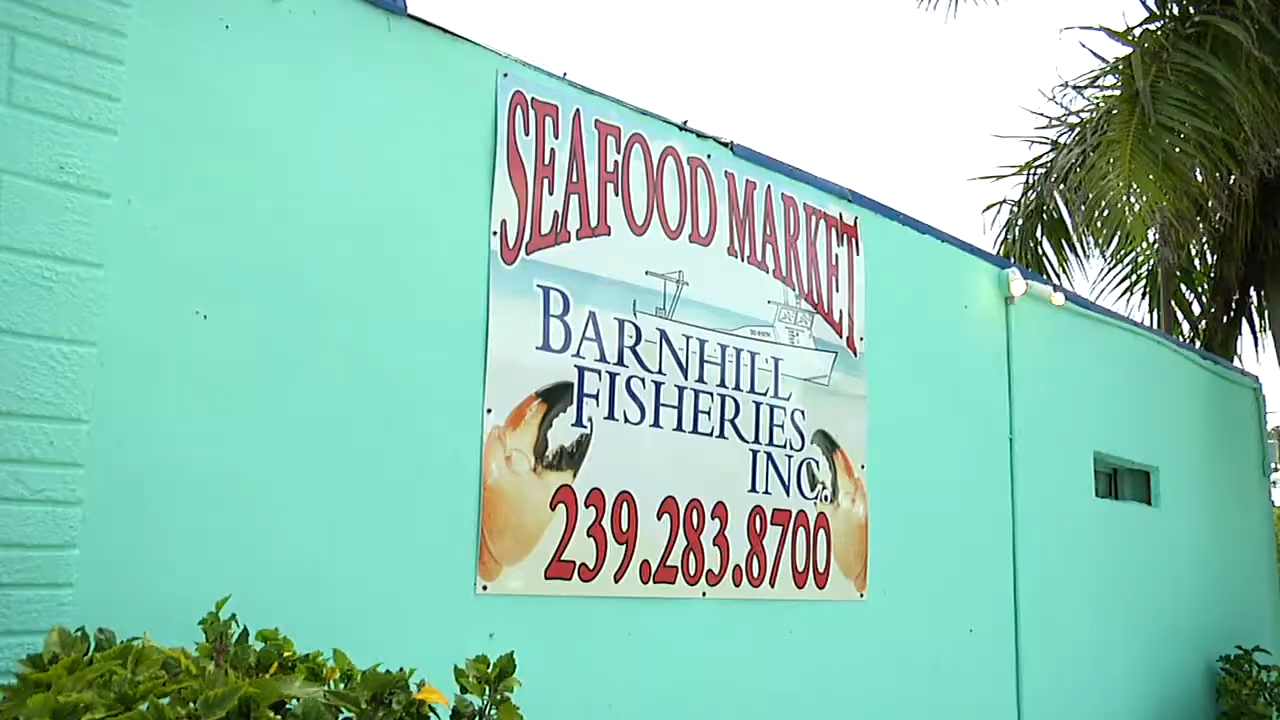 SEAFOOD MARKET
BARNHILL
FISHERIES
INC.
239.283.8700